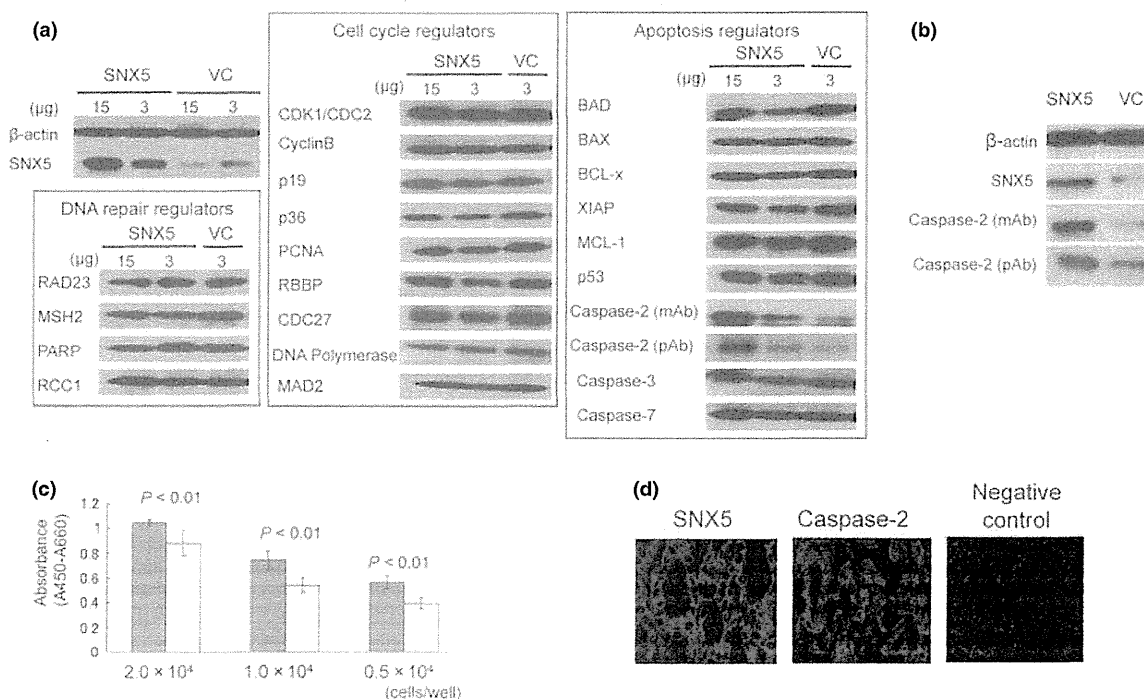 (a)
SNX5 VC
(µg) 15 3 15 3
β-actin
SNX5
DNA repair regulators
SNX5 VC
(µg) 15 3 3
RAD23
MSH2
PARP
RCC1
Cell cycle regulators
SNX5 VC
(µg) 15 3 3
CDK1/CDC2
CyclinB
p19
p36
PCNA
RBBP
CDC27
DNA Polymerase
MAD2
Apoptosis regulators
SNX5 VC
(µg) 15 3 3
BAD
BAX
BCL-x
XIAP
MCL-1
p53
Caspase-2 (mAb)
Caspase-2 (pAb)
Caspase-3
Caspase-7
(b)
SNX5 VC
β-actin
SNX5
Caspase-2 (mAb)
Caspase-2 (pAb)
(c)
Absorbance
(A450-A660)
1.2
1
0.8
0.6
0.4
0.2
0
P < 0.01
P < 0.01
P < 0.01
2.0 × 10⁴ 1.0 × 10⁴ 0.5 × 10⁴
(cells/well)
(d)
SNX5
Caspase-2
Negative
control